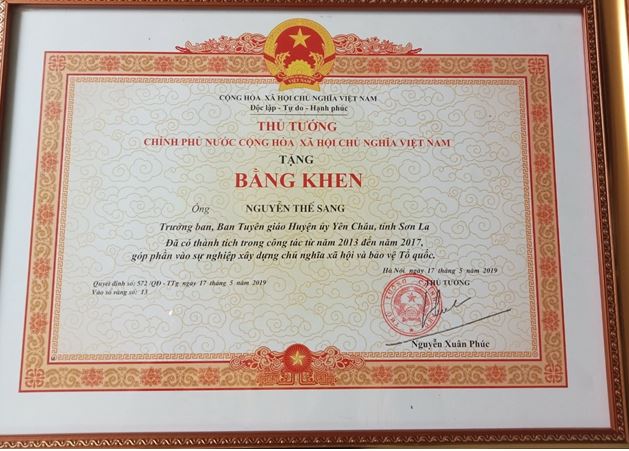 VIỆT NAM
CỘNG HÒA XÃ HỘI CHỦ NGHĨA VIỆT NAM
Độc lập - Tự do - Hạnh phúc
THỦ TƯỚNG
CHÍNH PHỦ NƯỚC CỘNG HÒA XÃ HỘI CHỦ NGHĨA VIỆT NAM
TẶNG
BẰNG KHEN
Ông NGUYỄN THẾ SANG
Trưởng ban, Ban Tuyên giáo Huyện ủy Yên Châu, tỉnh Sơn La
Đã có thành tích trong công tác từ năm 2013 đến năm 2017,
góp phần vào sự nghiệp xây dựng chủ nghĩa xã hội và bảo vệ Tổ quốc.
Hà Nội, ngày 17 tháng 5 năm 2019
Quyết định số: 572/QĐ - TTg ngày 17 tháng 5 năm 2019
Vào sổ vàng số: 13
THỦ TƯỚNG
Nguyễn Xuân Phúc